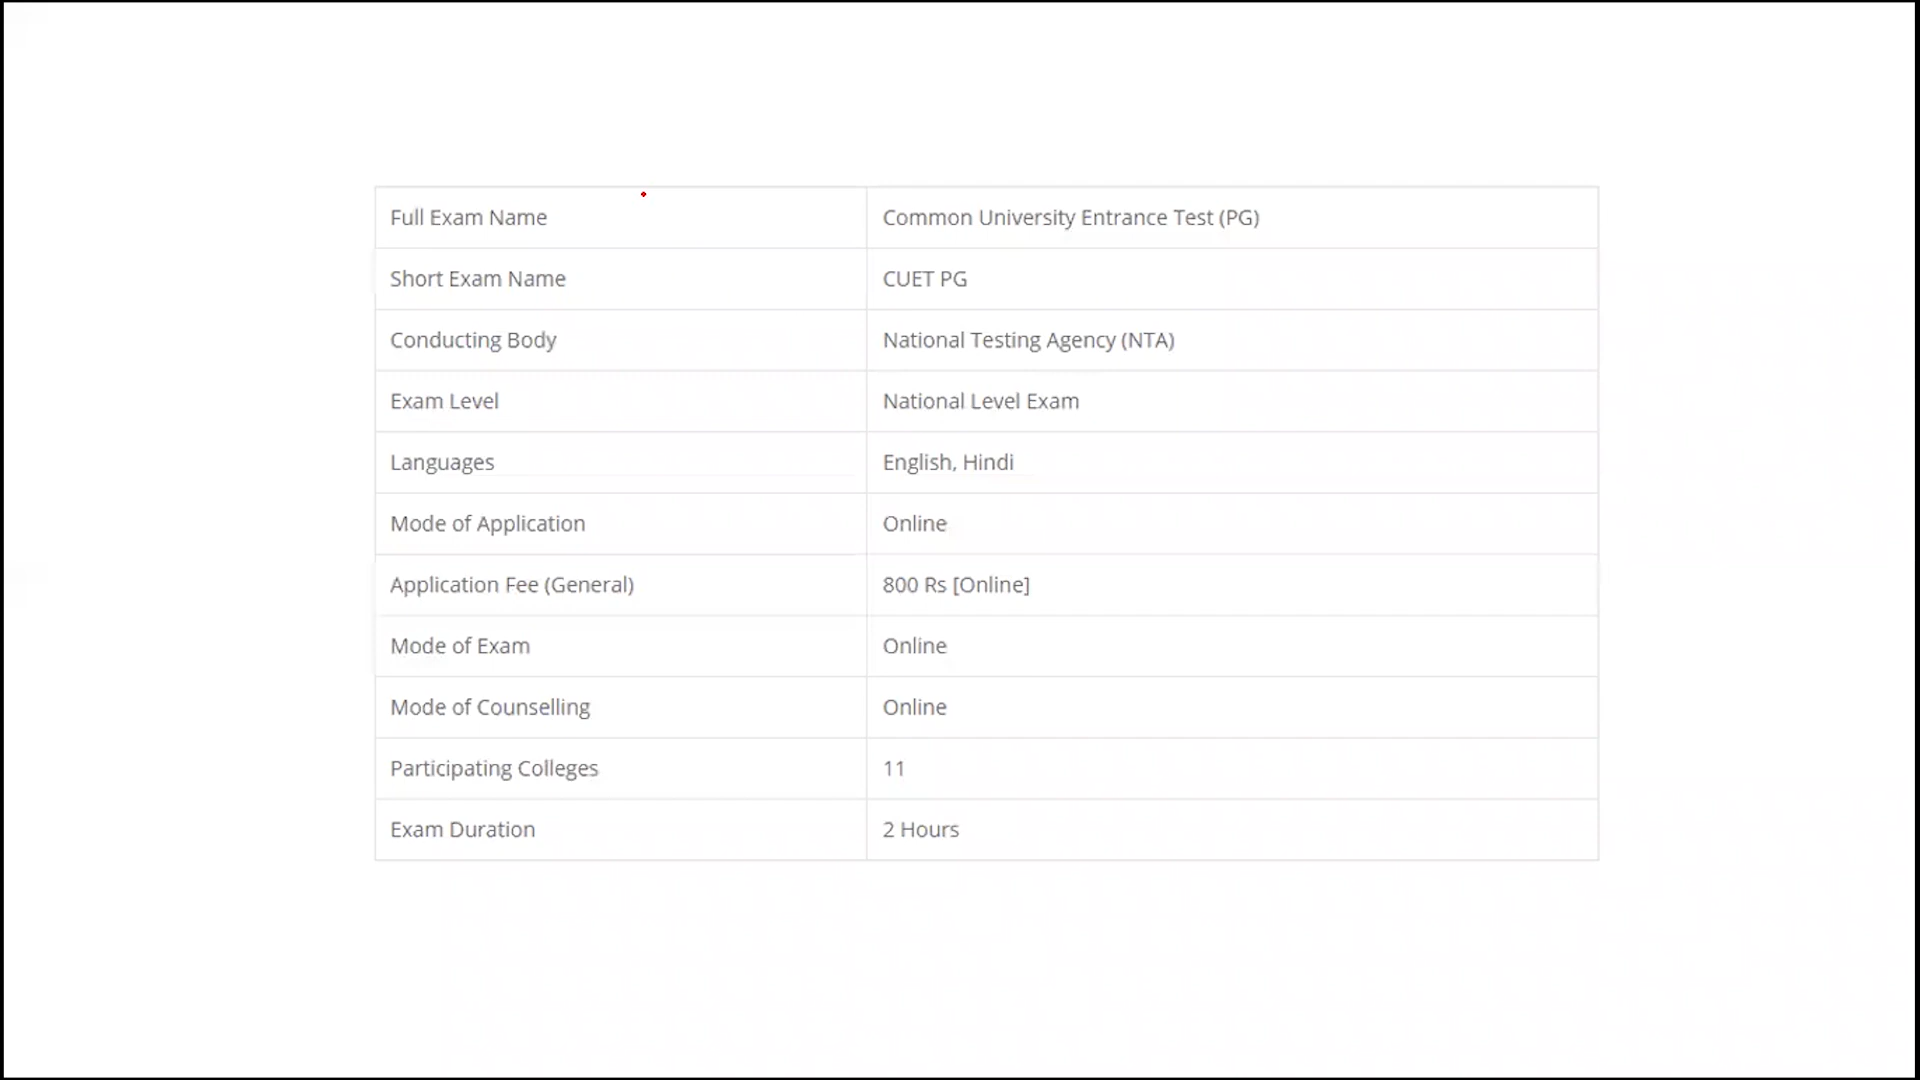 Full Exam Name Common University Entrance Test (PG)
Short Exam Name CUET PG
Conducting Body National Testing Agency (NTA)
Exam Level National Level Exam
Languages English, Hindi
Mode of Application Online
Application Fee (General) 800 Rs [Online]
Mode of Exam Online
Mode of Counselling Online
Participating Colleges 11
Exam Duration 2 Hours